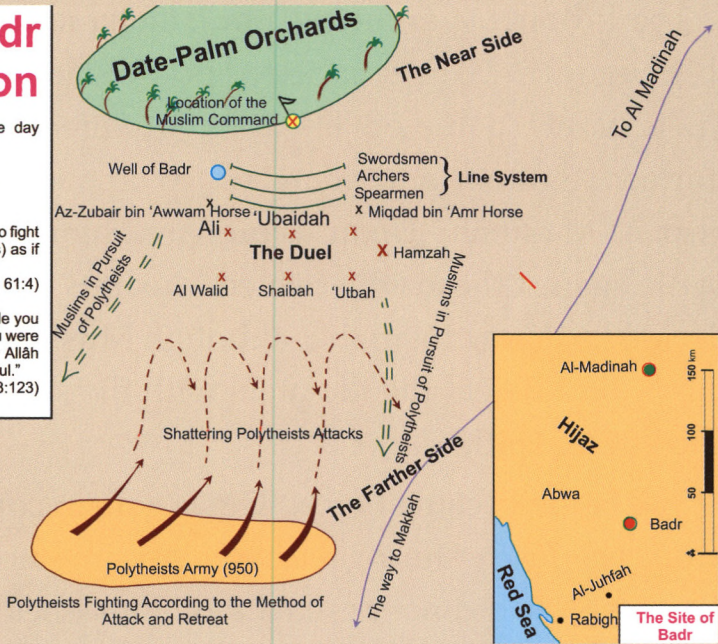 dr
on
e day
o fight
s) as if
61:4)
le you
u were
Allâh
ul."
3:123)
Date-Palm Orchards
The Near Side
Location of the
Muslim Command
To Al Madinah
Well of Badr
Swordsmen
Archers
Spearmen
Line System
Az-Zubair bin ‘Awwam Horse
‘Ubaidah
Miqdad bin ‘Amr Horse
Ali
The Duel
Hamzah
Al Walid
Shaibah
‘Utbah
Muslims in Pursuit
of Polytheists
Muslims in Pursuit of Polytheists
Shattering Polytheists Attacks
The Farther Side
The way to Makkah
Polytheists Army (950)
Polytheists Fighting According to the Method of
Attack and Retreat
Al-Madinah
Hijaz
Abwa
Badr
Al-Juhfah
Rabigh
Red Sea
150 km
100
50
The Site of
Badr